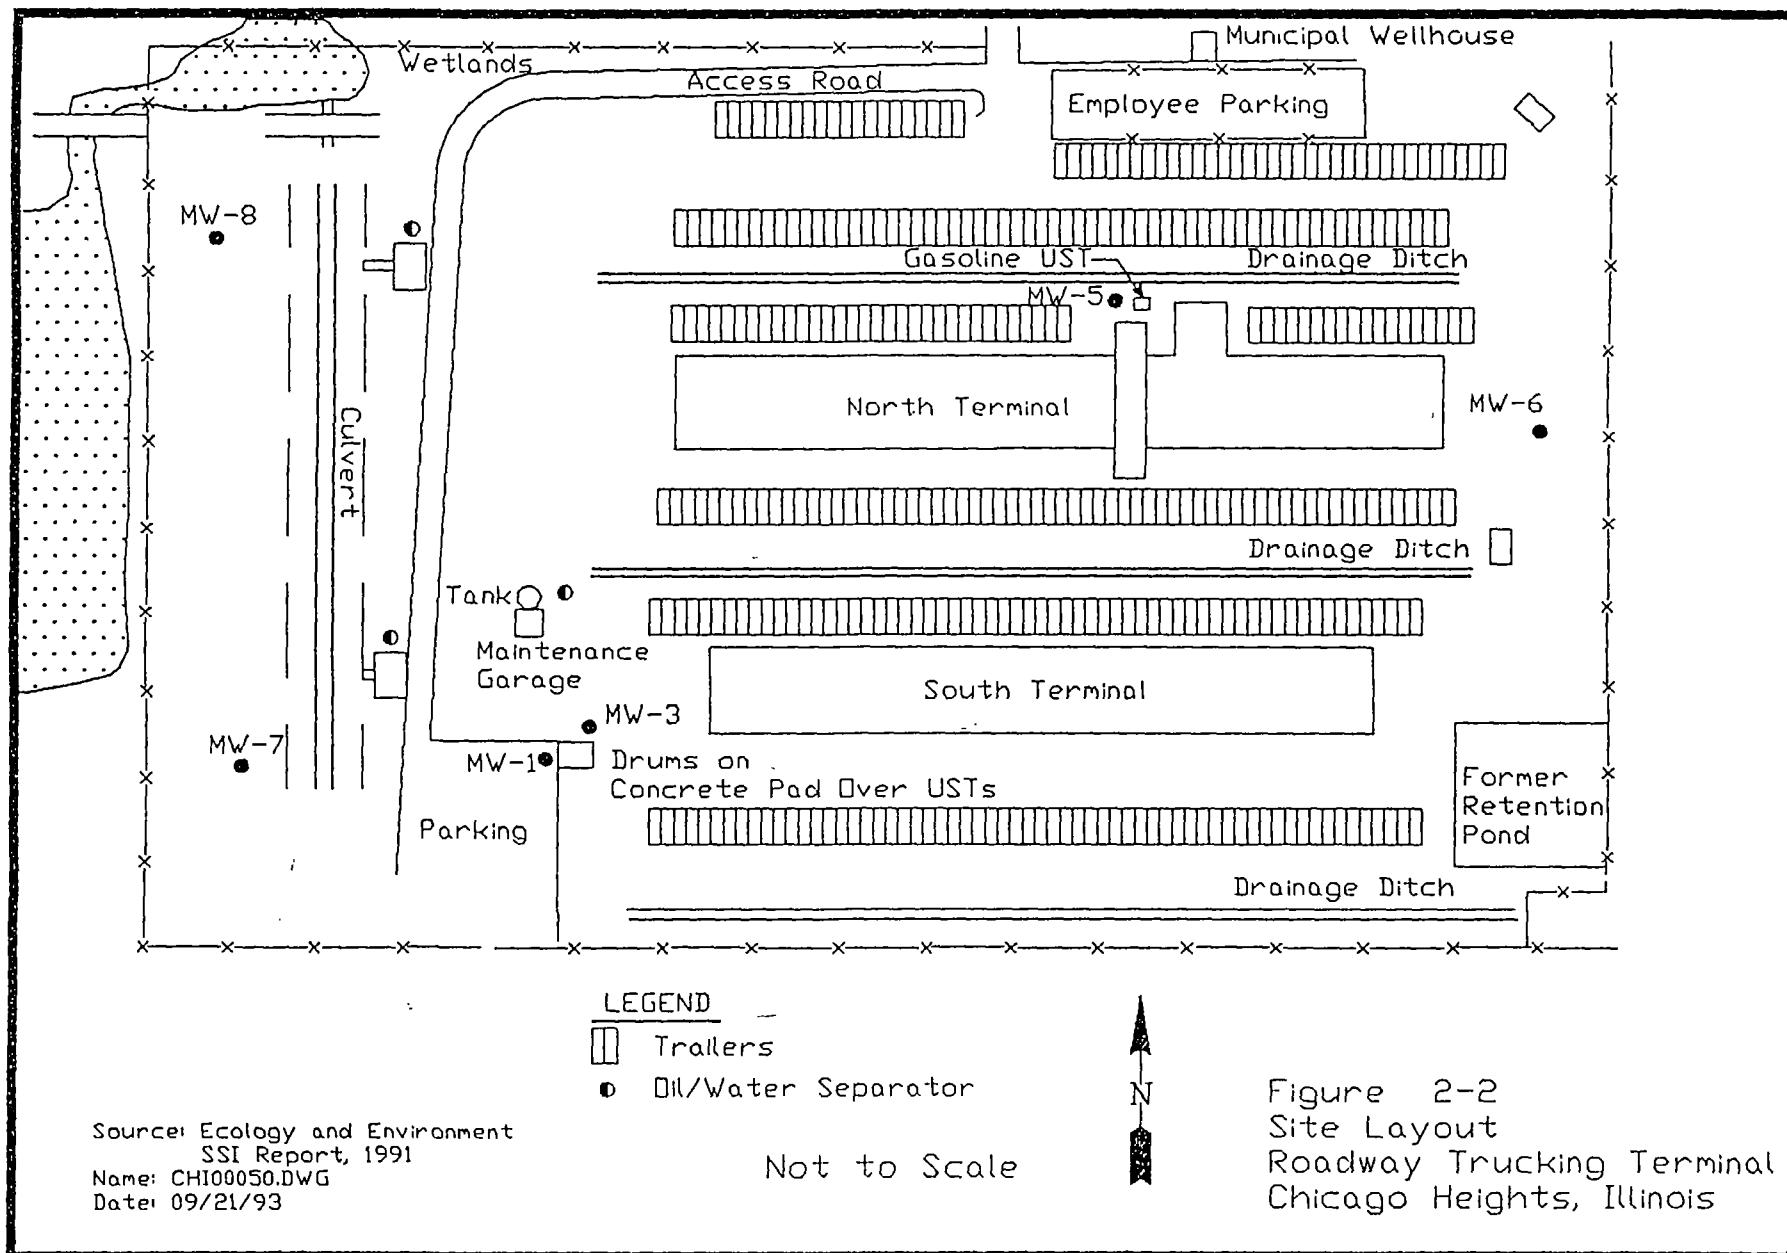 Municipal Wellhouse
Wetlands
Access Road
Employee Parking
MW-8
Gasoline UST
Drainage Ditch
MW-5
North Terminal
MW-6
Culvert
Drainage Ditch
Tank
Maintenance
Garage
South Terminal
MW-3
MW-7
MW-1
Drums on
Concrete Pad Over USTs
Former
Retention
Pond
Parking
Drainage Ditch
LEGEND
Trailers
Oil/Water Separator
N
Not to Scale
Source: Ecology and Environment
SSI Report, 1991
Name: CHI00050.DWG
Date: 09/21/93
Figure 2-2
Site Layout
Roadway Trucking Terminal
Chicago Heights, Illinois